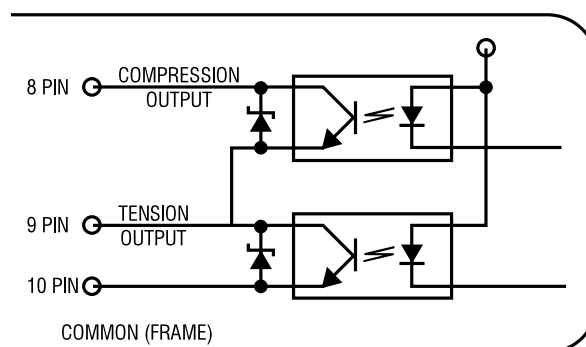 8 PIN
COMPRESSION
OUTPUT
9 PIN
TENSION
OUTPUT
10 PIN
COMMON (FRAME)